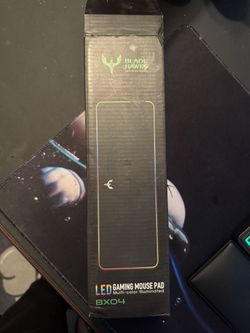 BLADE
HAWKS
LED GAMING MOUSE PAD
Multi-color Illuminated
BX04